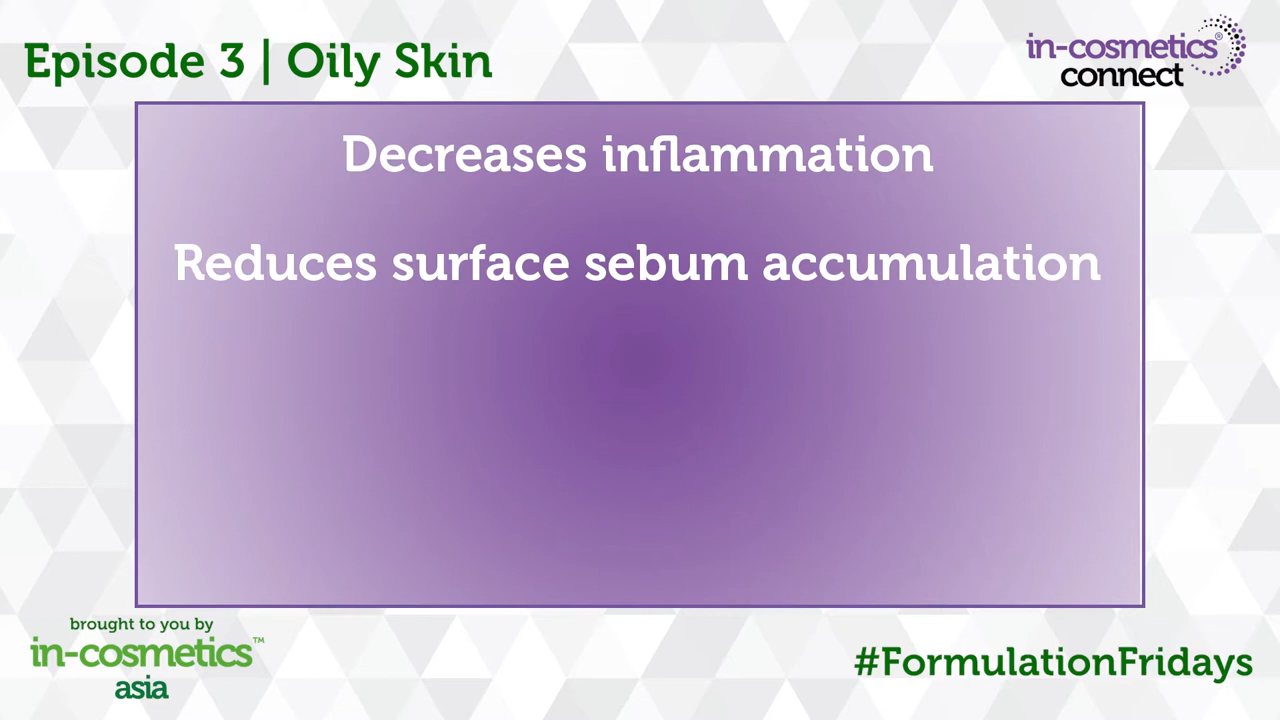 Episode 3 | Oily Skin
in-cosmetics®
connect
Decreases inflammation
Reduces surface sebum accumulation
brought to you by
in-cosmetics™
asia
#FormulationFridays